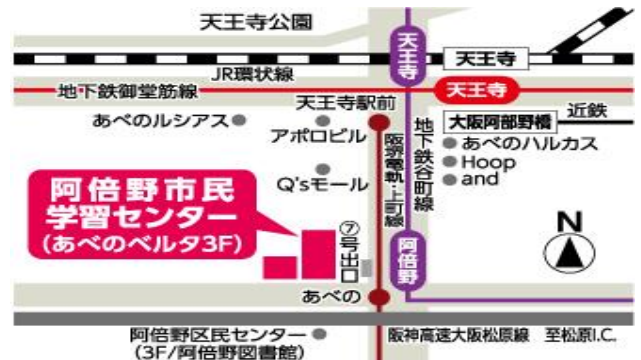 天王寺公園
天王寺
天王寺
JR環状線
地下鉄御堂筋線
天王寺
天王寺駅前
近鉄
大阪阿部野橋
あべのルシアス
アポロビル
あべのハルカス
Q'sモール
Hoop
and
阪堺電軌・上町線
地下鉄谷町線
阿倍野市民
学習センター
(あべのベルタ3F)
⑦号出口
阿倍野
N
あべの
阿倍野区民センター
(3F/阿倍野図書館)
阪神高速大阪松原線 至松原I.C.